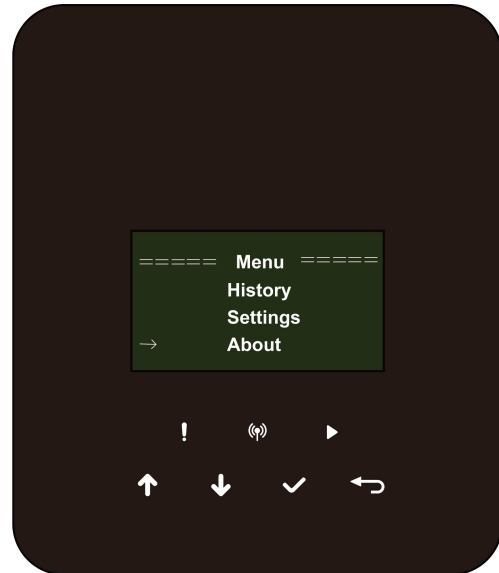 ===== Menu =====
History
Settings
→ About
!